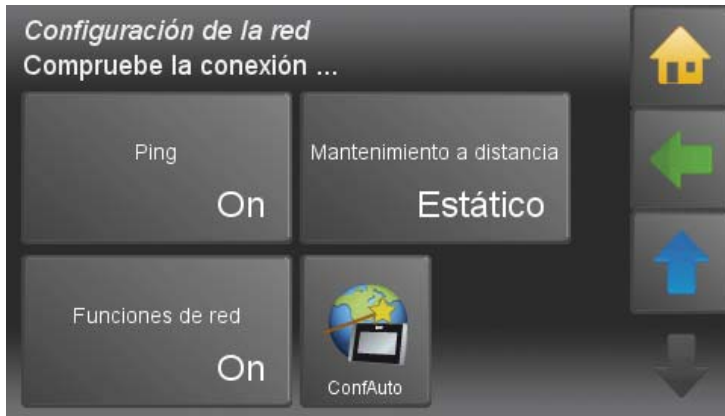 Configuración de la red
Compruebe la conexión ...
Ping
On
Mantenimiento a distancia
Estático
Funciones de red
On
ConfAuto